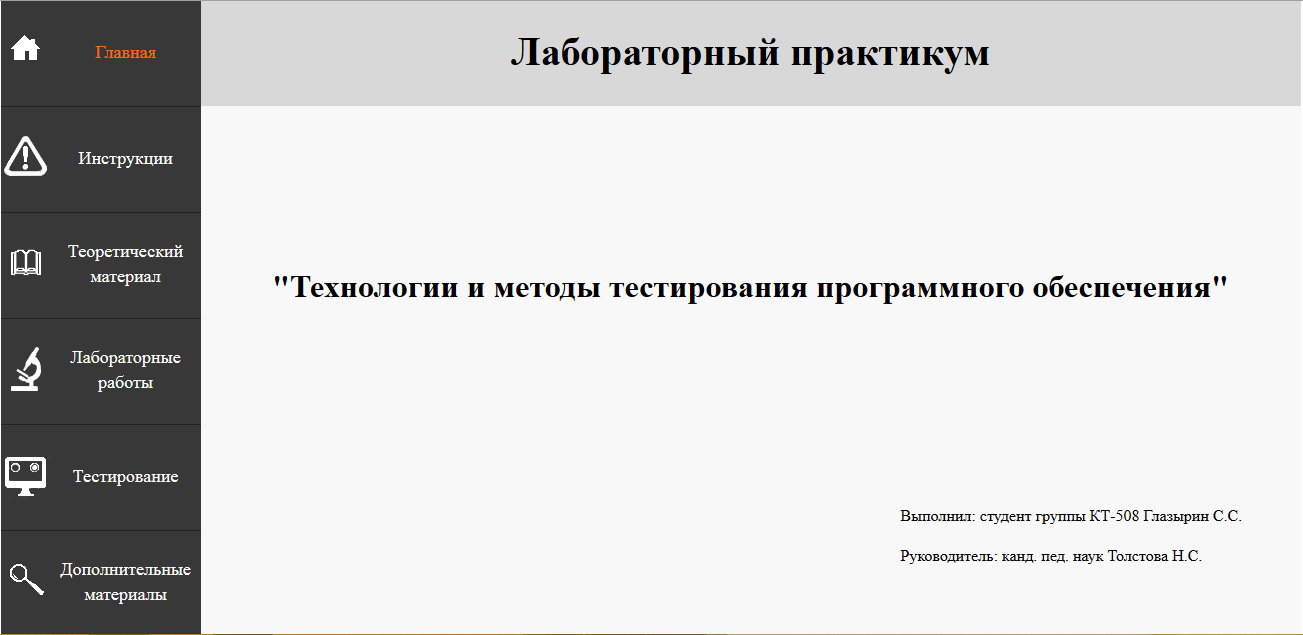 Главная
Лабораторный практикум
Инструкции
Теоретический
материал
"Технологии и методы тестирования программного обеспечения"
Лабораторные
работы
Тестирование
Выполнил: студент группы КТ-508 Глазырин С.С.
Руководитель: канд. пед. наук Толстова Н.С.
Дополнительные
материалы